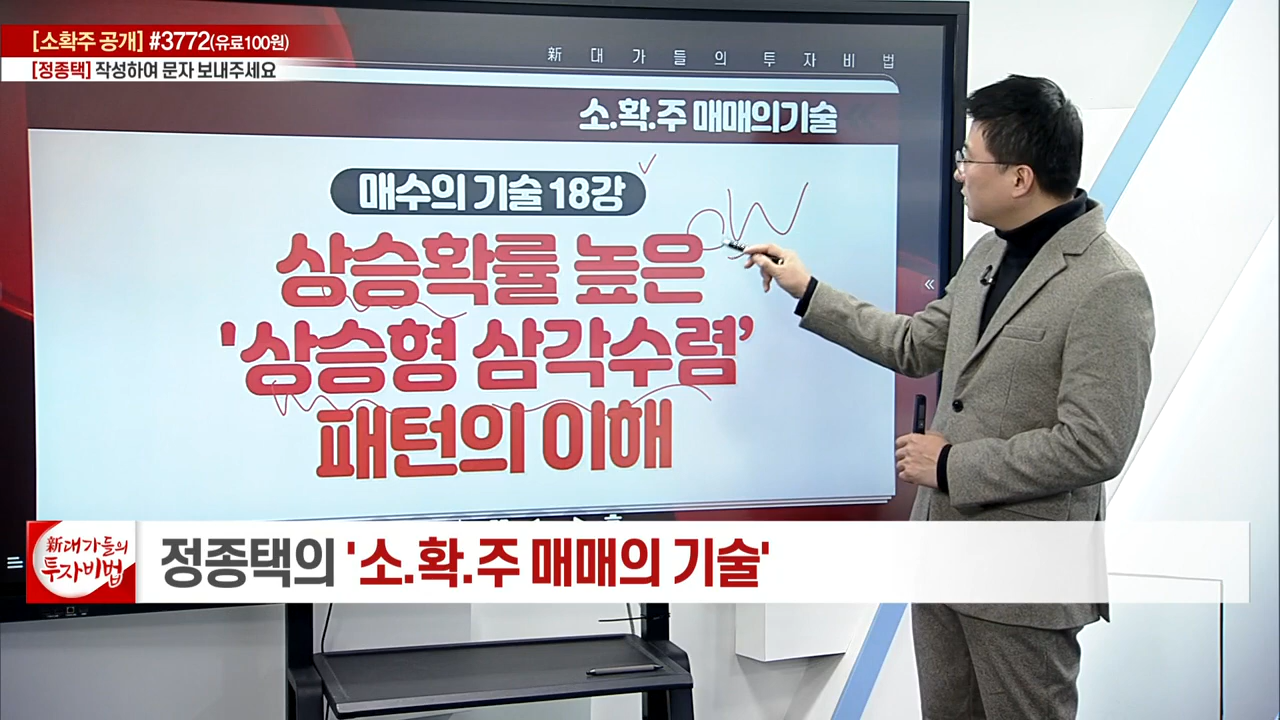 [소확주 공개] #3772(유료100원)
[정종택] 작성하여 문자 보내주세요
新 대가들의 투자비법
소.확.주 매매의기술
매수의 기술 18강
상승확률 높은
'상승형 삼각수렴’
패턴의 이해
新대가들의
투자비법
정종택의 '소.확.주 매매의 기술'